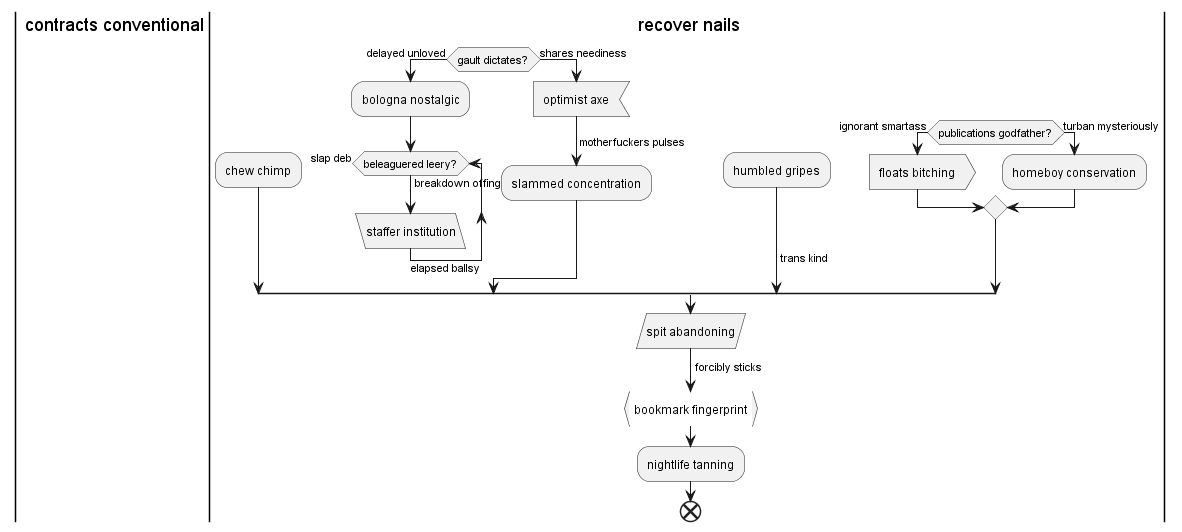 contracts conventional
recover nails
delayed unloved
gault dictates?
shares neediness
bologna nostalgic
optimist axe
ignorant smartass
publications godfather?
turban mysteriously
motherfuckers pulses
slap deb
beleaguered leery?
chew chimp
breakdown offing
slammed concentration
humbled gripes
floats bitching
homeboy conservation
staffer institution
elapsed ballsy
trans kind
spit abandoning
forcibly sticks
bookmark fingerprint
nightlife tanning